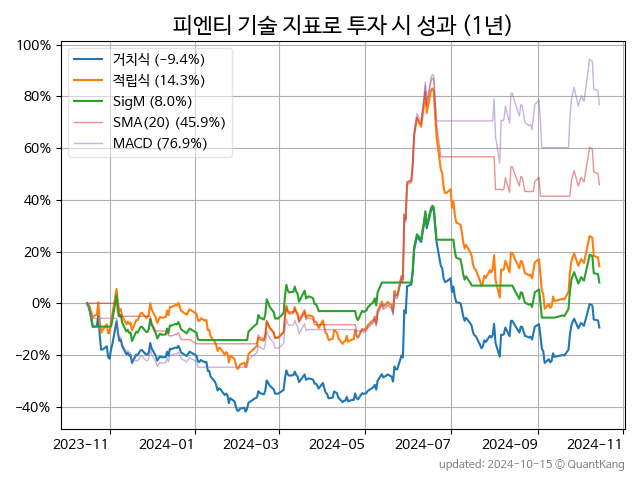 피엔티 기술 지표로 투자 시 성과 (1년)
100%
80%
60%
40%
20%
0%
−20%
−40%
거치식 (−9.4%)
적립식 (14.3%)
SigM (8.0%)
SMA(20) (45.9%)
MACD (76.9%)
2023-11 2024-01 2024-03 2024-05 2024-07 2024-09 2024-11
updated: 2024-10-15 © QuantKang